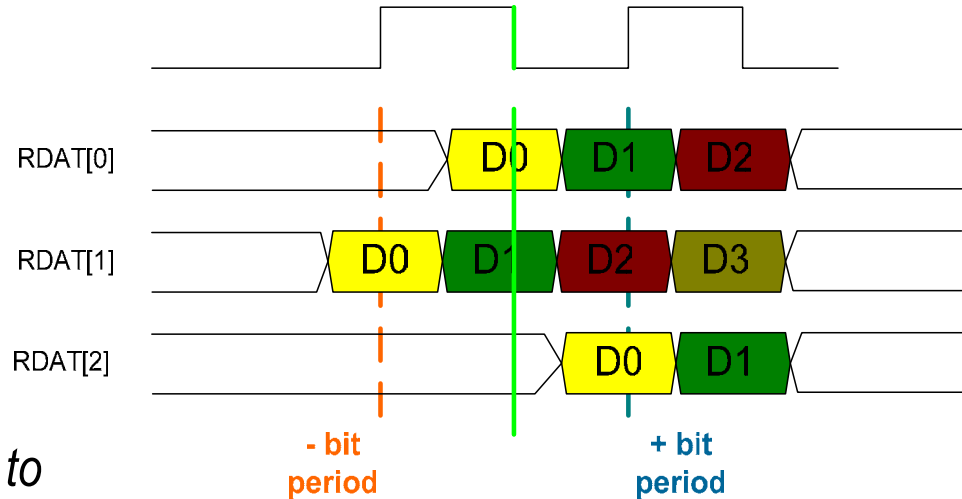 RDAT[0] D0 D1 D2
RDAT[1] D0 D1 D2 D3
RDAT[2] D0 D1
- bit + bit
to period period